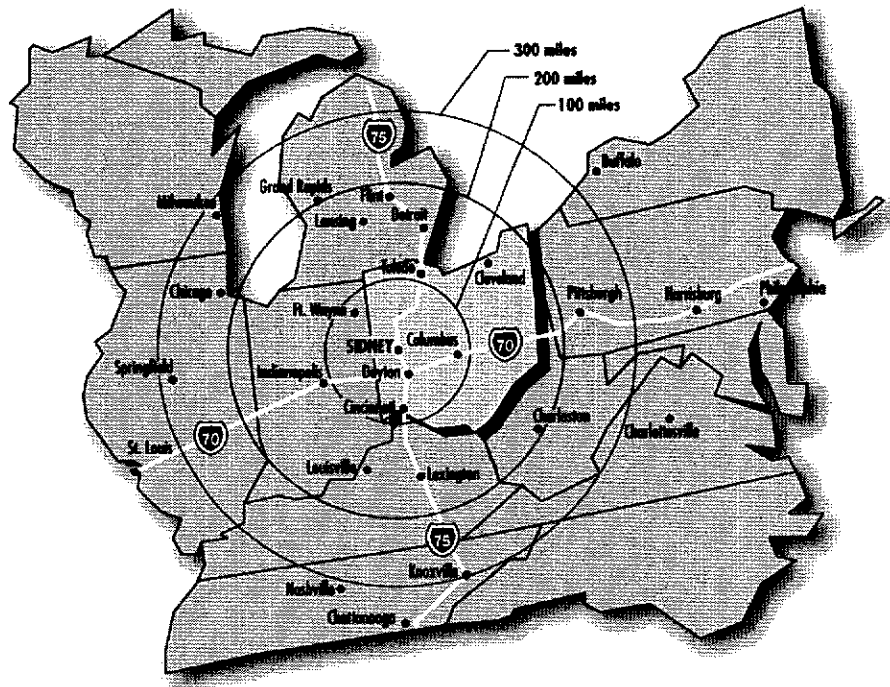 300 miles
200 miles
100 miles
75
Buffalo
Grand Rapids
Flint
Milwaukee
Lansing
Detroit
Toledo
Cleveland
Chicago
Ft. Wayne
Pittsburgh
Harrisburg
Philadelphia
SIDNEY
Columbus
70
Springfield
Indianapolis
Dayton
Cincinnati
Charleston
Charlottesville
70
St. Louis
Louisville
Lexington
75
Knoxville
Nashville
Chattanooga